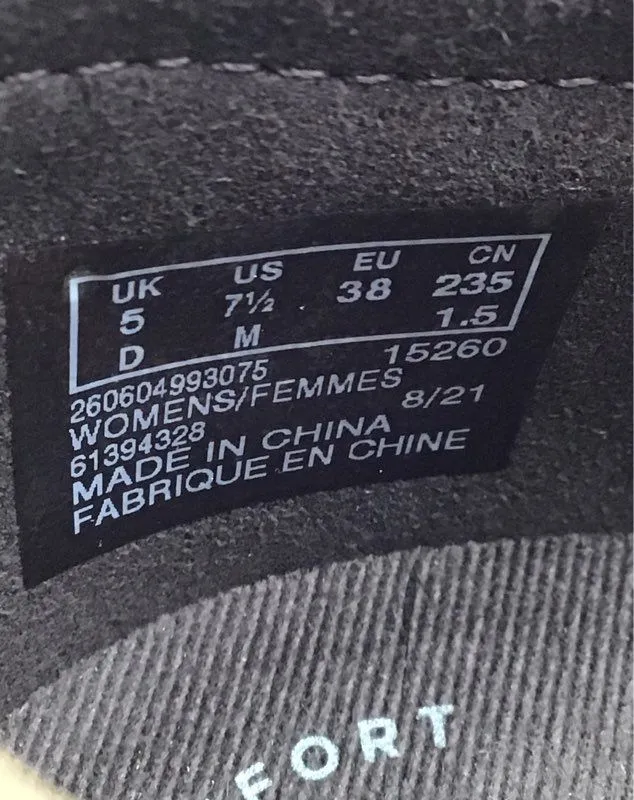 UK US EU CN
5 7½ 38 235
D M 1.5
260604993075 15260
WOMENS/FEMMES
61394328 8/21
MADE IN CHINA
FABRIQUE EN CHINE
FORT